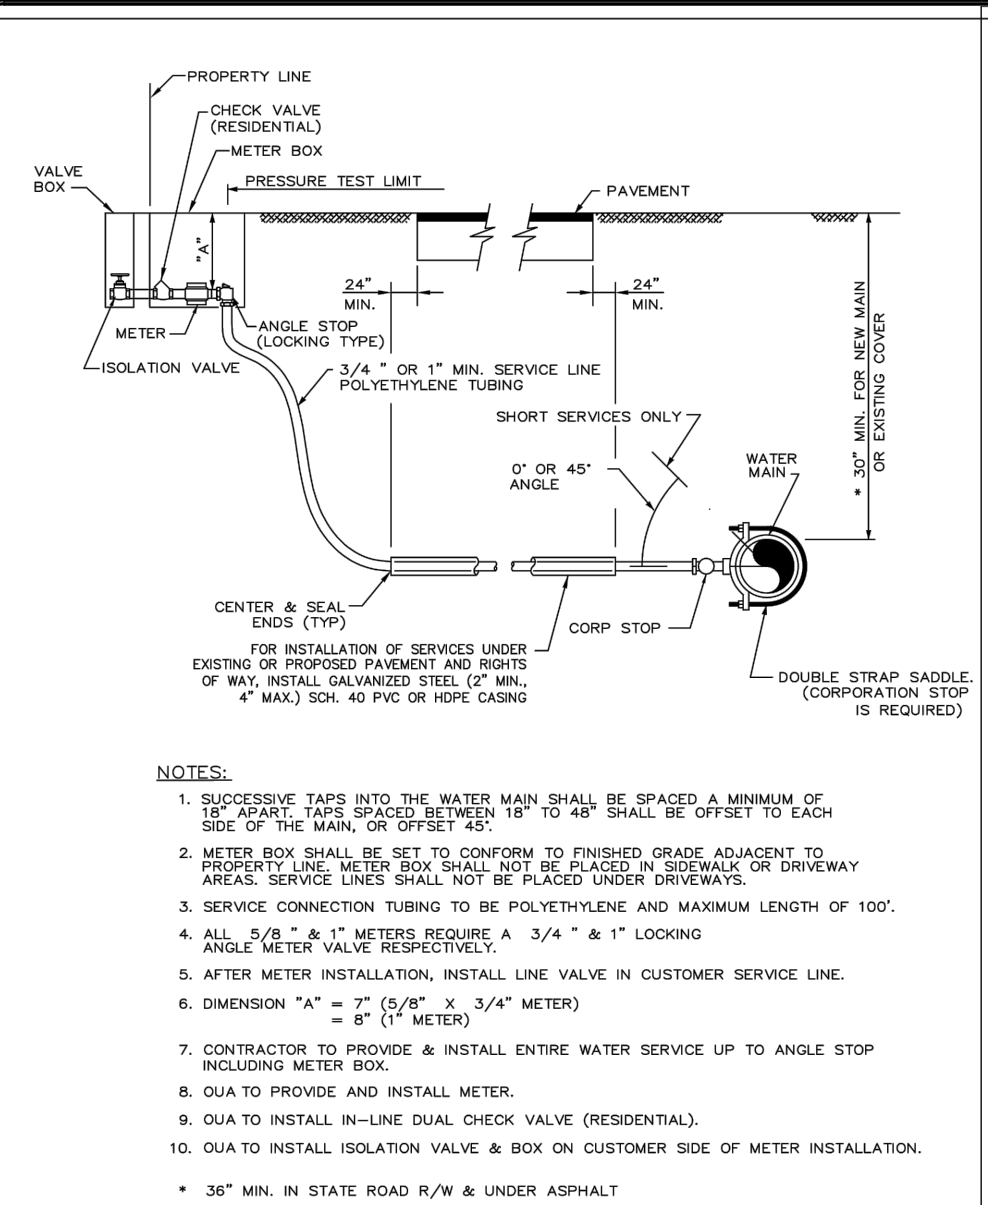 PROPERTY LINE
CHECK VALVE
(RESIDENTIAL)
METER BOX
VALVE
BOX
PRESSURE TEST LIMIT
PAVEMENT
"A"
24"
MIN.
24"
MIN.
METER
ANGLE STOP
(LOCKING TYPE)
ISOLATION VALVE
3/4 " OR 1" MIN. SERVICE LINE
POLYETHYLENE TUBING
* 30" MIN. FOR NEW MAIN
OR EXISTING COVER
SHORT SERVICES ONLY
0° OR 45°
ANGLE
WATER
MAIN
CENTER & SEAL
ENDS (TYP)
CORP STOP
FOR INSTALLATION OF SERVICES UNDER
EXISTING OR PROPOSED PAVEMENT AND RIGHTS
OF WAY, INSTALL GALVANIZED STEEL (2" MIN.,
4" MAX.) SCH. 40 PVC OR HDPE CASING
DOUBLE STRAP SADDLE.
(CORPORATION STOP
IS REQUIRED)
NOTES:
1. SUCCESSIVE TAPS INTO THE WATER MAIN SHALL BE SPACED A MINIMUM OF
18" APART. TAPS SPACED BETWEEN 18" TO 48" SHALL BE OFFSET TO EACH
SIDE OF THE MAIN, OR OFFSET 45°.
2. METER BOX SHALL BE SET TO CONFORM TO FINISHED GRADE ADJACENT TO
PROPERTY LINE. METER BOX SHALL NOT BE PLACED IN SIDEWALK OR DRIVEWAY
AREAS. SERVICE LINES SHALL NOT BE PLACED UNDER DRIVEWAYS.
3. SERVICE CONNECTION TUBING TO BE POLYETHYLENE AND MAXIMUM LENGTH OF 100'.
4. ALL 5/8 " & 1" METERS REQUIRE A 3/4 " & 1" LOCKING
ANGLE METER VALVE RESPECTIVELY.
5. AFTER METER INSTALLATION, INSTALL LINE VALVE IN CUSTOMER SERVICE LINE.
6. DIMENSION "A" = 7" (5/8" X 3/4" METER)
= 8" (1" METER)
7. CONTRACTOR TO PROVIDE & INSTALL ENTIRE WATER SERVICE UP TO ANGLE STOP
INCLUDING METER BOX.
8. OUA TO PROVIDE AND INSTALL METER.
9. OUA TO INSTALL IN-LINE DUAL CHECK VALVE (RESIDENTIAL).
10. OUA TO INSTALL ISOLATION VALVE & BOX ON CUSTOMER SIDE OF METER INSTALLATION.
* 36" MIN. IN STATE ROAD R/W & UNDER ASPHALT